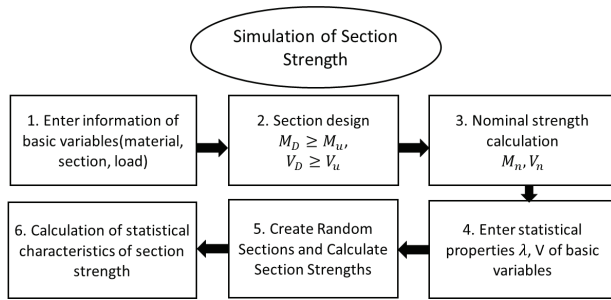 Simulation of Section
Strength
1. Enter information of
basic variables(material,
section, load)
2. Section design
M_D ≥ M_u,
V_D ≥ V_u
3. Nominal strength
calculation
M_n, V_n
4. Enter statistical
properties λ, V of basic
variables
5. Create Random
Sections and Calculate
Section Strengths
6. Calculation of statistical
characteristics of section
strength